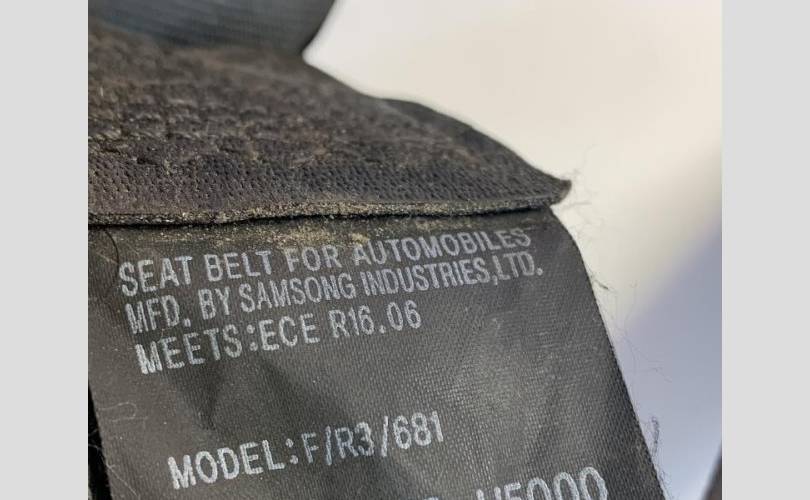 SEAT BELT FOR AUTOMOBILES
MFD. BY SAMSONG INDUSTRIES,LTD.
MEETS:ECE R16.06
MODEL:F/R3/681